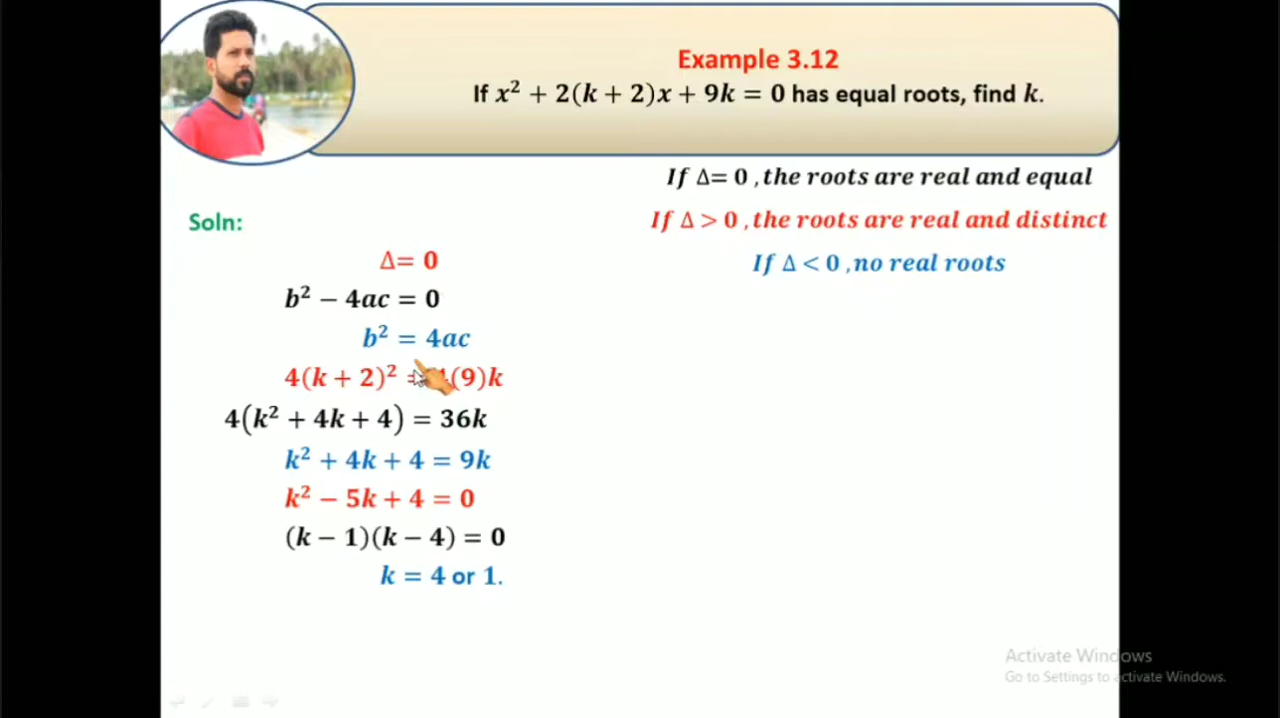 Example 3.12
If x² + 2(k + 2)x + 9k = 0 has equal roots, find k.
If Δ= 0 ,the roots are real and equal
If Δ > 0 ,the roots are real and distinct
If Δ < 0 ,no real roots
Soln:
Δ= 0
b² − 4ac = 0
b² = 4ac
4(k + 2)² = (9)k
4(k² + 4k + 4) = 36k
k² + 4k + 4 = 9k
k² − 5k + 4 = 0
(k − 1)(k − 4) = 0
k = 4 or 1.
Activate Windows
Go to Settings to activate Windows.